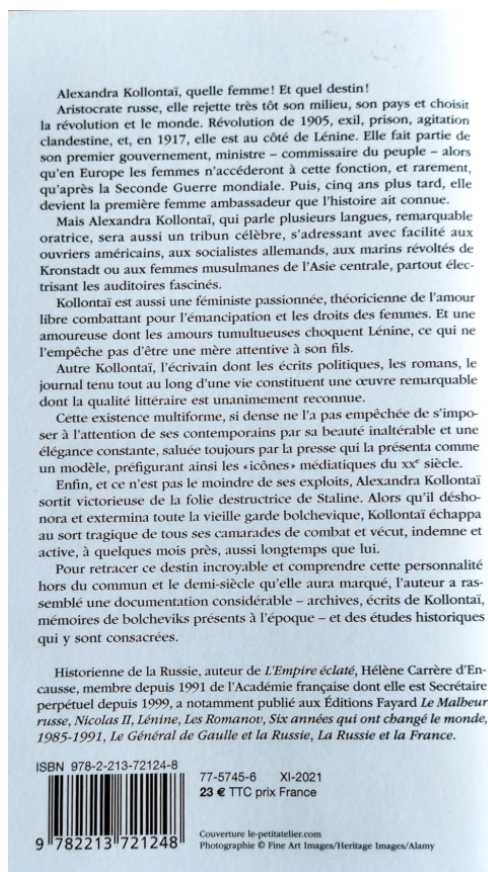 Alexandra Kollontaï, quelle femme ! Et quel destin !
Aristocrate russe, elle rejette très tôt son milieu, son pays et choisit
la révolution et le monde. Révolution de 1905, exil, prison, agitation
clandestine, et, en 1917, elle est au côté de Lénine. Elle fait partie de
son premier gouvernement, ministre – commissaire du peuple – alors
qu'en Europe les femmes n'accéderont à cette fonction, et rarement,
qu'après la Seconde Guerre mondiale. Puis, cinq ans plus tard, elle
devient la première femme ambassadeur que l'histoire ait connue.
Mais Alexandra Kollontaï, qui parle plusieurs langues, remarquable
oratrice, sera aussi un tribun célèbre, s'adressant avec facilité aux
ouvriers américains, aux socialistes allemands, aux marins révoltés de
Kronstadt ou aux femmes musulmanes de l'Asie centrale, partout élec-
trisant les auditoires fascinés.
Kollontaï est aussi une féministe passionnée, théoricienne de l'amour
libre combattant pour l'émancipation et les droits des femmes. Et une
amoureuse dont les amours tumultueuses choquent Lénine, ce qui ne
l'empêche pas d'être une mère attentive à son fils.
Autre Kollontaï, l'écrivain dont les écrits politiques, les romans, le
journal tenu tout au long d'une vie constituent une œuvre remarquable
dont la qualité littéraire est unanimement reconnue.
Cette existence multiforme, si dense ne l'a pas empêchée de s'impo-
ser à l'attention de ses contemporains par sa beauté inaltérable et une
élégance constante, saluée toujours par la presse qui la présenta comme
un modèle, préfigurant ainsi les «icônes» médiatiques du XXe siècle.
Enfin, et ce n'est pas le moindre de ses exploits, Alexandra Kollontaï
sortit victorieuse de la folie destructrice de Staline. Alors qu'il désho-
nora et extermina toute la vieille garde bolchevique, Kollontaï échappa
au sort tragique de tous ses camarades de combat et vécut, indemne et
active, à quelques mois près, aussi longtemps que lui.
Pour retracer ce destin incroyable et comprendre cette personnalité
hors du commun et le demi-siècle qu'elle aura marqué, l'auteur a ras-
semblé une documentation considérable – archives, écrits de Kollontaï,
mémoires de bolcheviks présents à l'époque – et des études historiques
qui y sont consacrées.
Historienne de la Russie, auteur de L'Empire éclaté, Hélène Carrère d'En-
causse, membre depuis 1991 de l'Académie française dont elle est Secrétaire
perpétuel depuis 1999, a notamment publié aux Éditions Fayard Le Malheur
russe, Nicolas II, Lénine, Les Romanov, Six années qui ont changé le monde,
1985-1991, Le Général de Gaulle et la Russie, La Russie et la France.
ISBN 978-2-213-72124-8
77-5745-6 XI-2021
23 € TTC prix France
9 782213 721248
Couverture le-petitatelier.com
Photographie © Fine Art Images/Heritage Images/Alamy